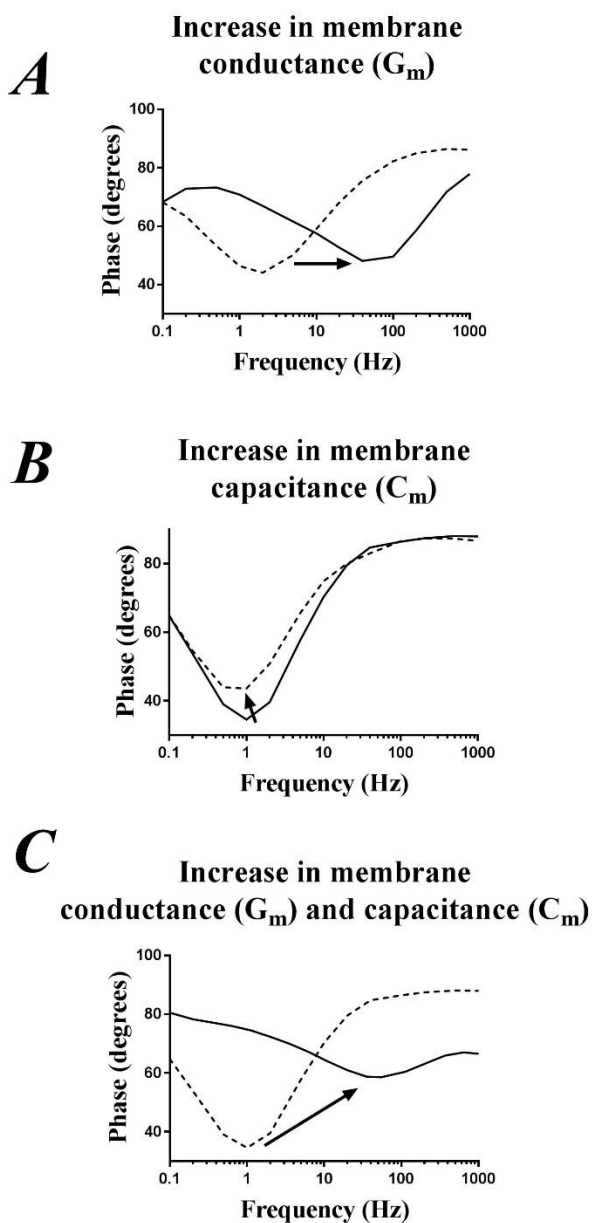 A
Increase in membrane
conductance (Gm)
100
80
60
40
Phase (degrees)
0.1 1 10 100 1000
Frequency (Hz)
B
Increase in membrane
capacitance (Cm)
80
60
40
Phase (degrees)
0.1 1 10 100 1000
Frequency (Hz)
C
Increase in membrane
conductance (Gm) and capacitance (Cm)
100
80
60
40
Phase (degrees)
0.1 1 10 100 1000
Frequency (Hz)